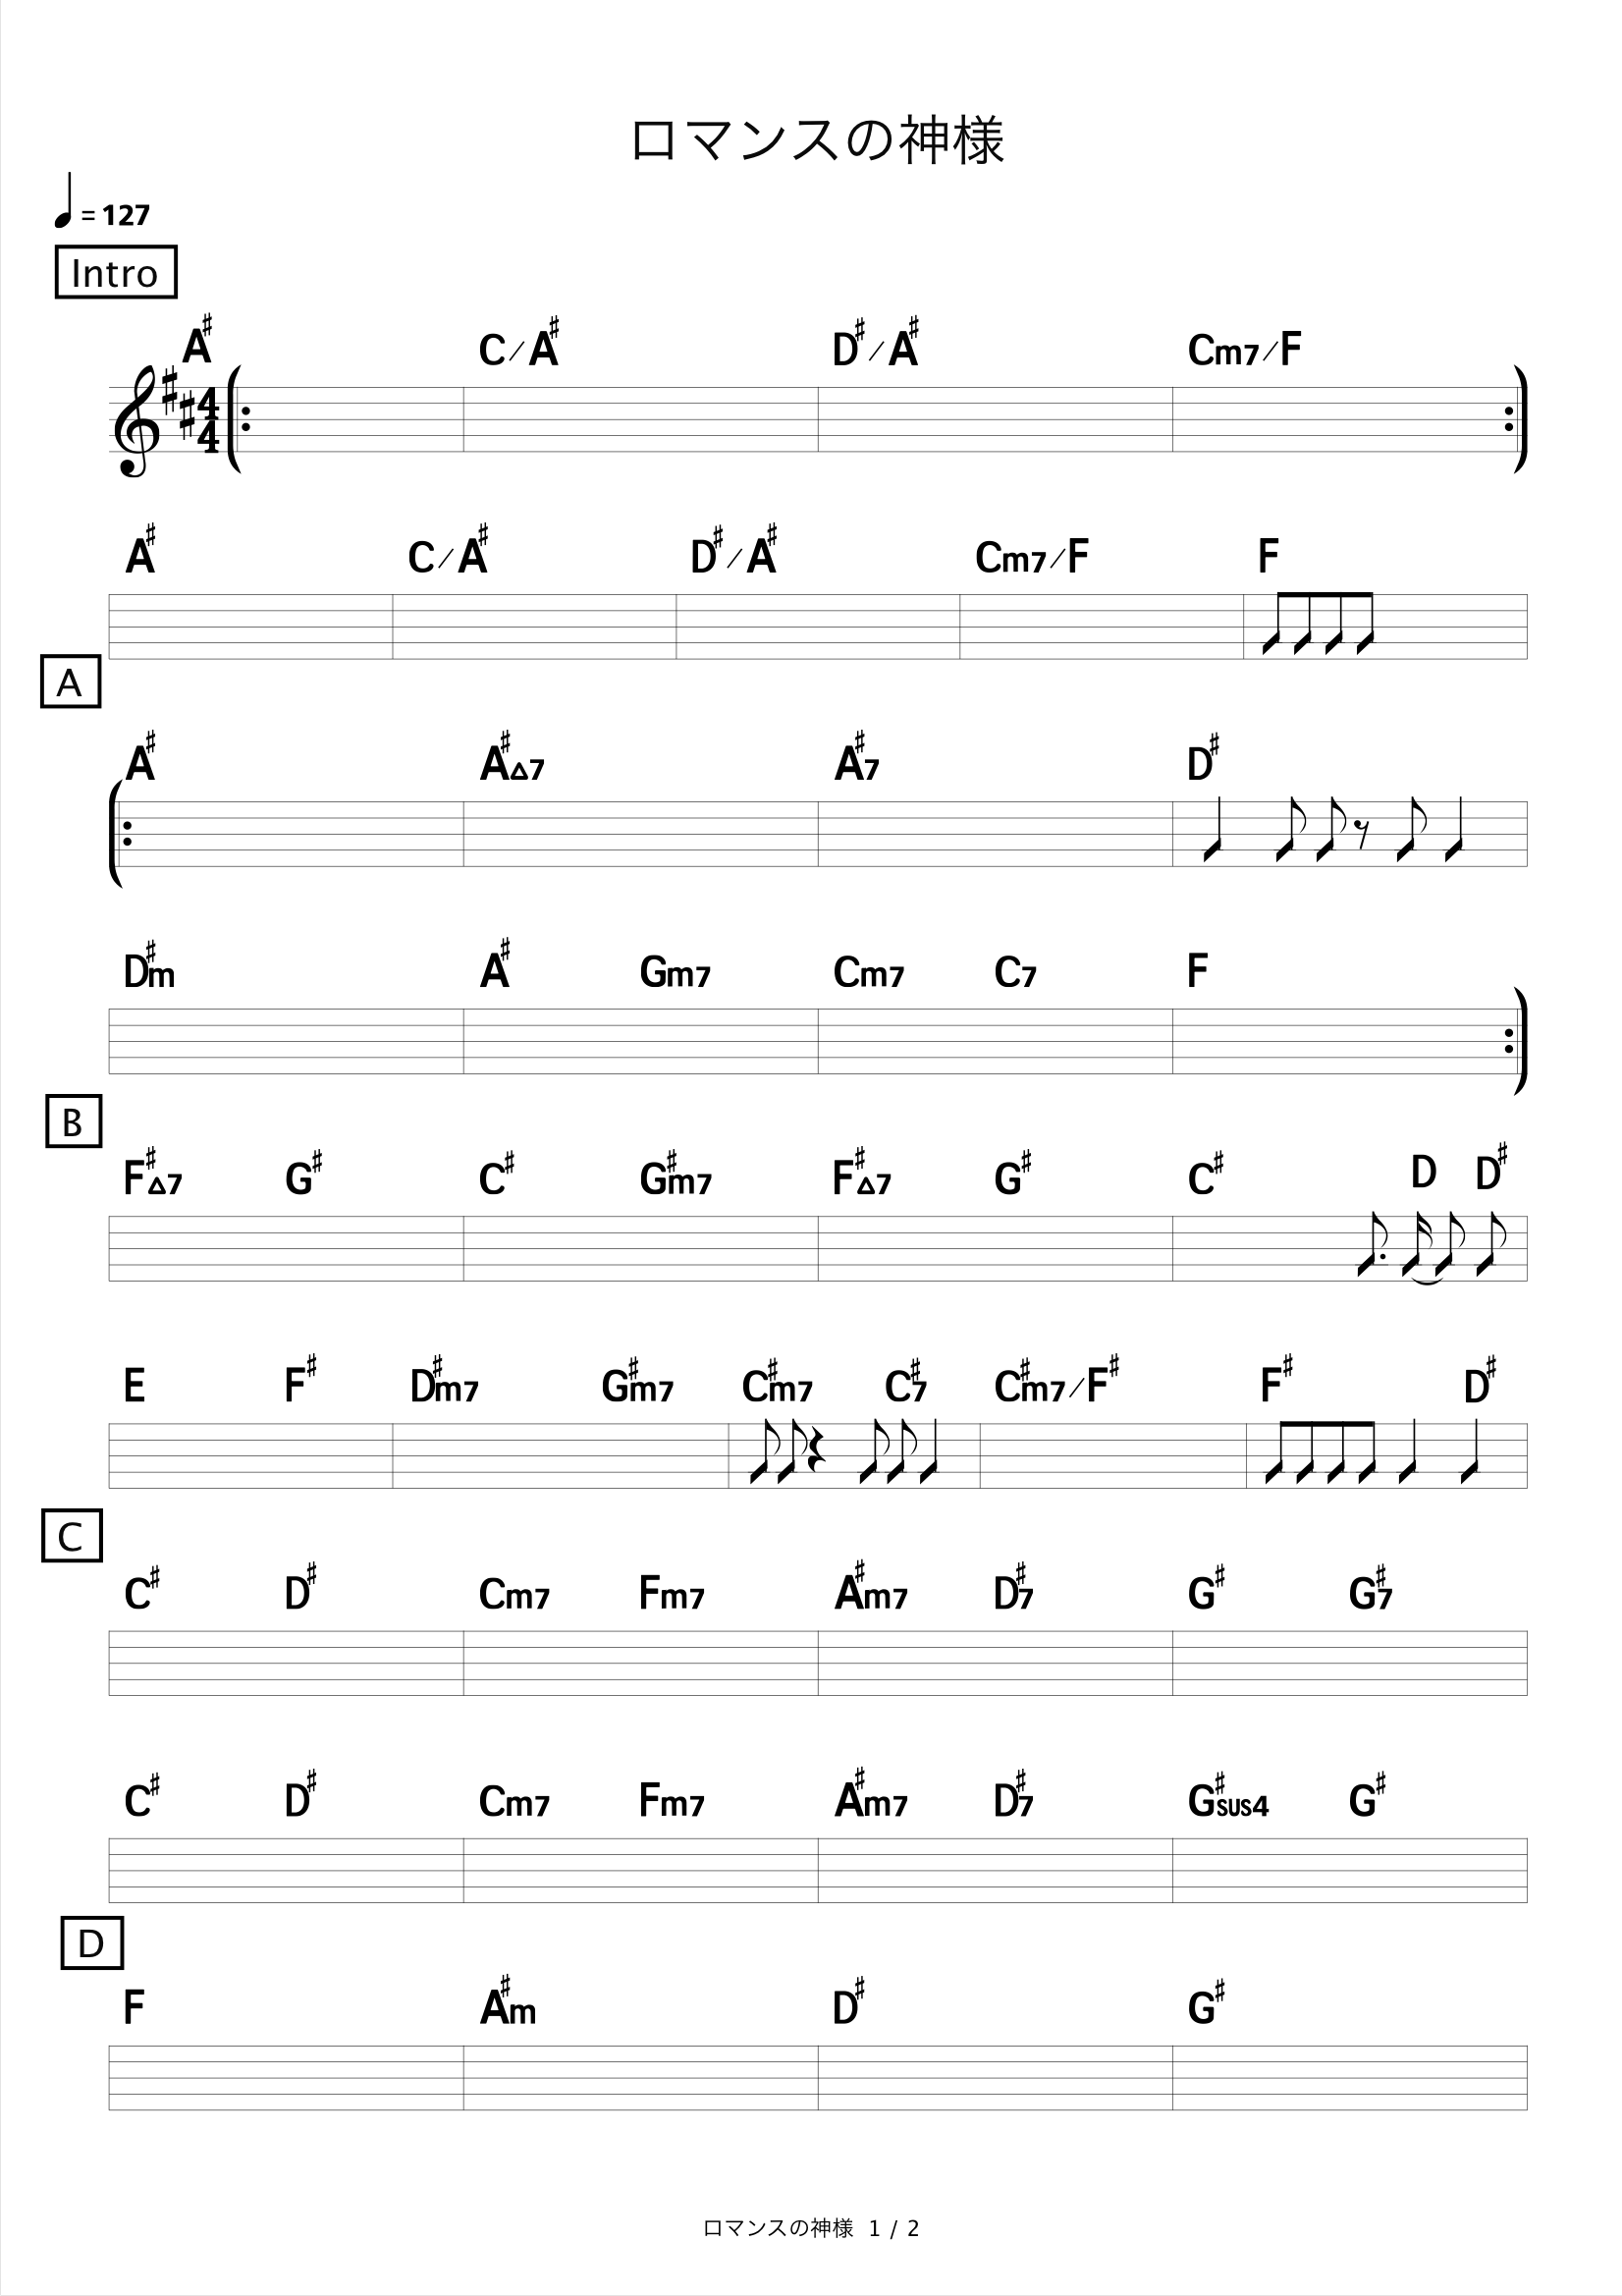 ロマンスの神様
♩= 127
Intro
A♯ C/A♯ D♯/A♯ Cm7/F
4/4
A♯ C/A♯ D♯/A♯ Cm7/F F
A
A♯ A♯△7 A♯7 D♯
D♯m A♯ Gm7 Cm7 C7 F
B
F♯△7 G♯ C♯ G♯m7 F♯△7 G♯ C♯ D D♯
E F♯ D♯m7 G♯m7 C♯m7 C♯7 C♯m7/F♯ F♯ D♯
C
C♯ D♯ Cm7 Fm7 A♯m7 D♯7 G♯ G♯7
C♯ D♯ Cm7 Fm7 A♯m7 D♯7 G♯sus4 G♯
D
F A♯m D♯ G♯
ロマンスの神様 1 / 2